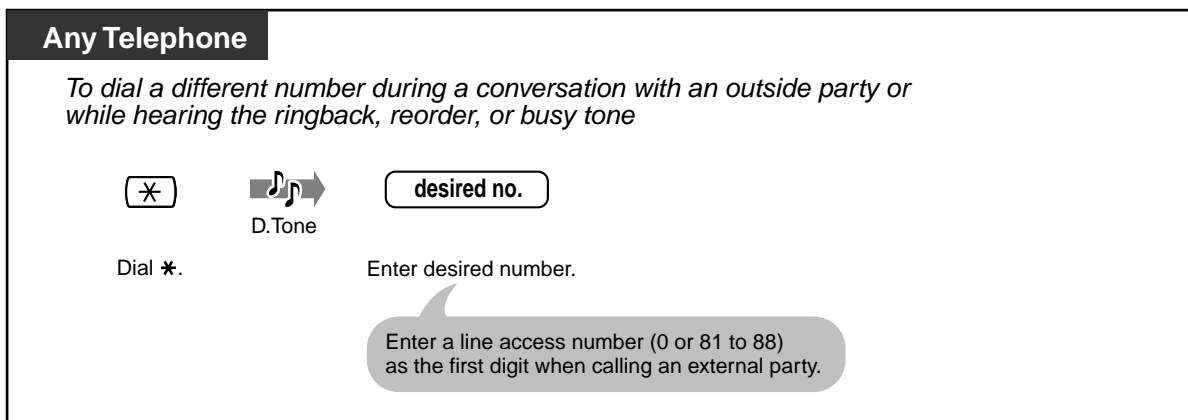 Any Telephone
To dial a different number during a conversation with an outside party or
while hearing the ringback, reorder, or busy tone
desired no.
D.Tone
Dial ✱.
Enter desired number.
Enter a line access number (0 or 81 to 88)
as the first digit when calling an external party.